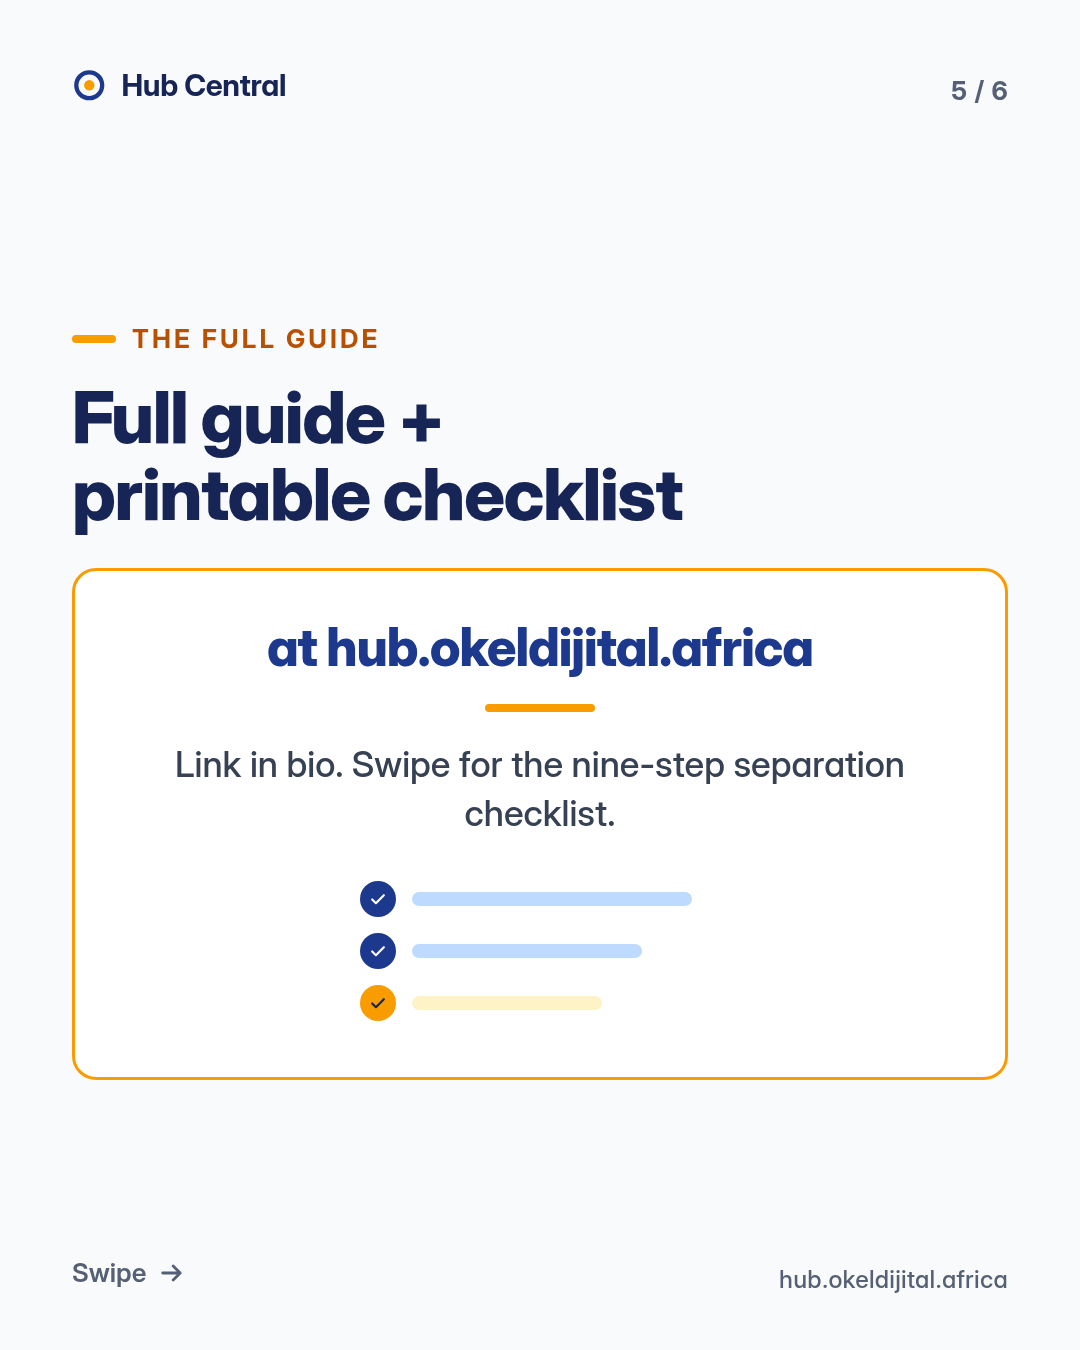 Hub Central
5 / 6
THE FULL GUIDE
Full guide +
printable checklist
at hub.okeldijital.africa
Link in bio. Swipe for the nine-step separation
checklist.
Swipe →
hub.okeldijital.africa